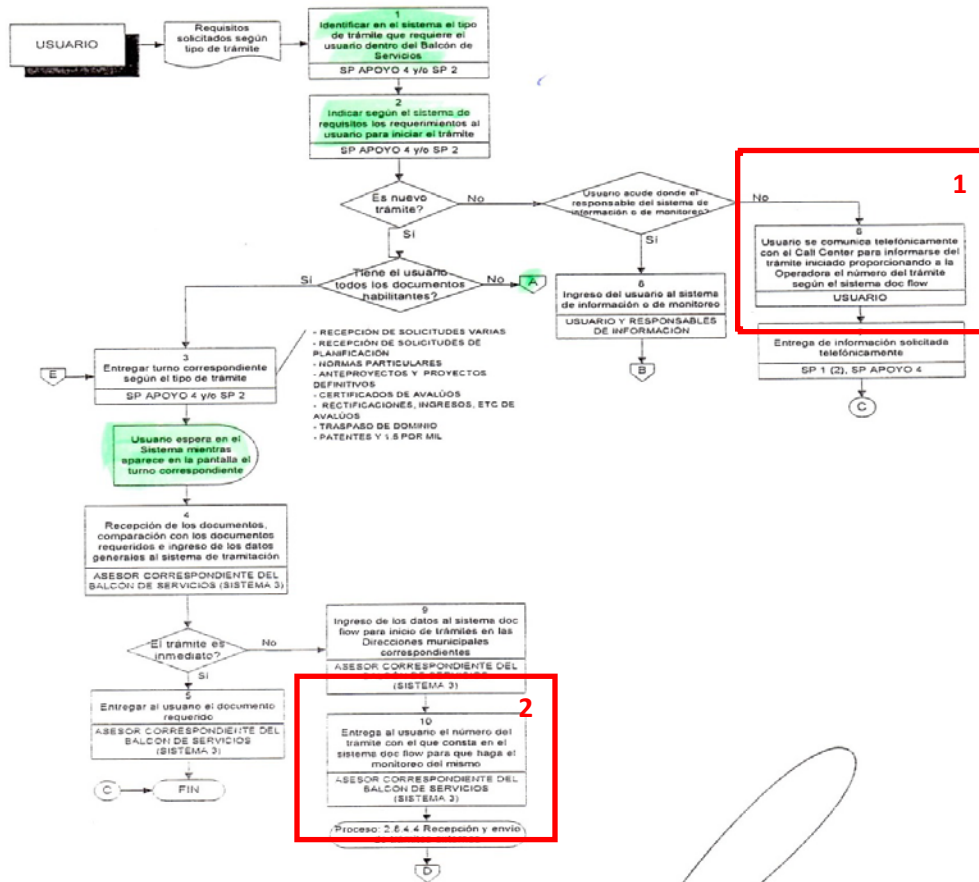 USUARIO
Requisitos
solicitados según
tipo de trámite
1
Identificar en el sistema el tipo
de trámite que requiere el
usuario dentro del Balcón de
Servicios
SP APOYO 4 y/o SP 2
2
Indicar según el sistema de
requisitos los requerimientos al
usuario para iniciar el trámite
SP APOYO 4 y/o SP 2
Es nuevo
trámite?
No
Usuario acude donde el
responsable del sistema de
información o de monitoreo?
No
1
6
Usuario se comunica telefónicamente
con el Call Center para informarse del
trámite iniciado proporcionando a la
Operadora el número del trámite
según el sistema doc flow
USUARIO
Entrega de información solicitada
telefónicamente
SP 1 (2), SP APOYO 4
C
Sí
8
Ingreso del usuario al sistema
de información o de monitoreo
USUARIO Y RESPONSABLES
DE INFORMACIÓN
B
Sí
Tiene el usuario
todos los documentos
habilitantes?
No
A
Sí
- RECEPCIÓN DE SOLICITUDES VARIAS
- RECEPCIÓN DE SOLICITUDES DE
PLANIFICACIÓN
- NORMAS PARTICULARES
- ANTEPROYECTOS Y PROYECTOS
DEFINITIVOS
- CERTIFICADOS DE AVALÚOS
- RECTIFICACIONES, INGRESOS, ETC DE
AVALÚOS
- TRASPASO DE DOMINIO
- PATENTES Y 1.5 POR MIL
E
3
Entregar turno correspondiente
según el tipo de trámite
SP APOYO 4 y/o SP 2
Usuario espera en el
Sistema mientras
aparece en la pantalla el
turno correspondiente
4
Recepción de los documentos,
comparación con los documentos
requeridos e ingreso de los datos
generales al sistema de tramitación
ASESOR CORRESPONDIENTE DEL
BALCÓN DE SERVICIOS (SISTEMA 3)
El trámite es
inmediato?
No
9
Ingreso de los datos al sistema doc
flow para inicio de trámites en las
Direcciones municipales
correspondientes
ASESOR CORRESPONDIENTE DEL
BALCÓN DE SERVICIOS
(SISTEMA 3)
2
Sí
5
Entregar al usuario el documento
requerido
ASESOR CORRESPONDIENTE DEL
BALCÓN DE SERVICIOS
(SISTEMA 3)
C
FIN
10
Entrega al usuario el número del
tramite con el que consta en el
sistema doc flow para que haga el
monitoreo del mismo
ASESOR CORRESPONDIENTE DEL
BALCÓN DE SERVICIOS
(SISTEMA 3)
Proceso: 2.6.4.4 Recepción y envío
D